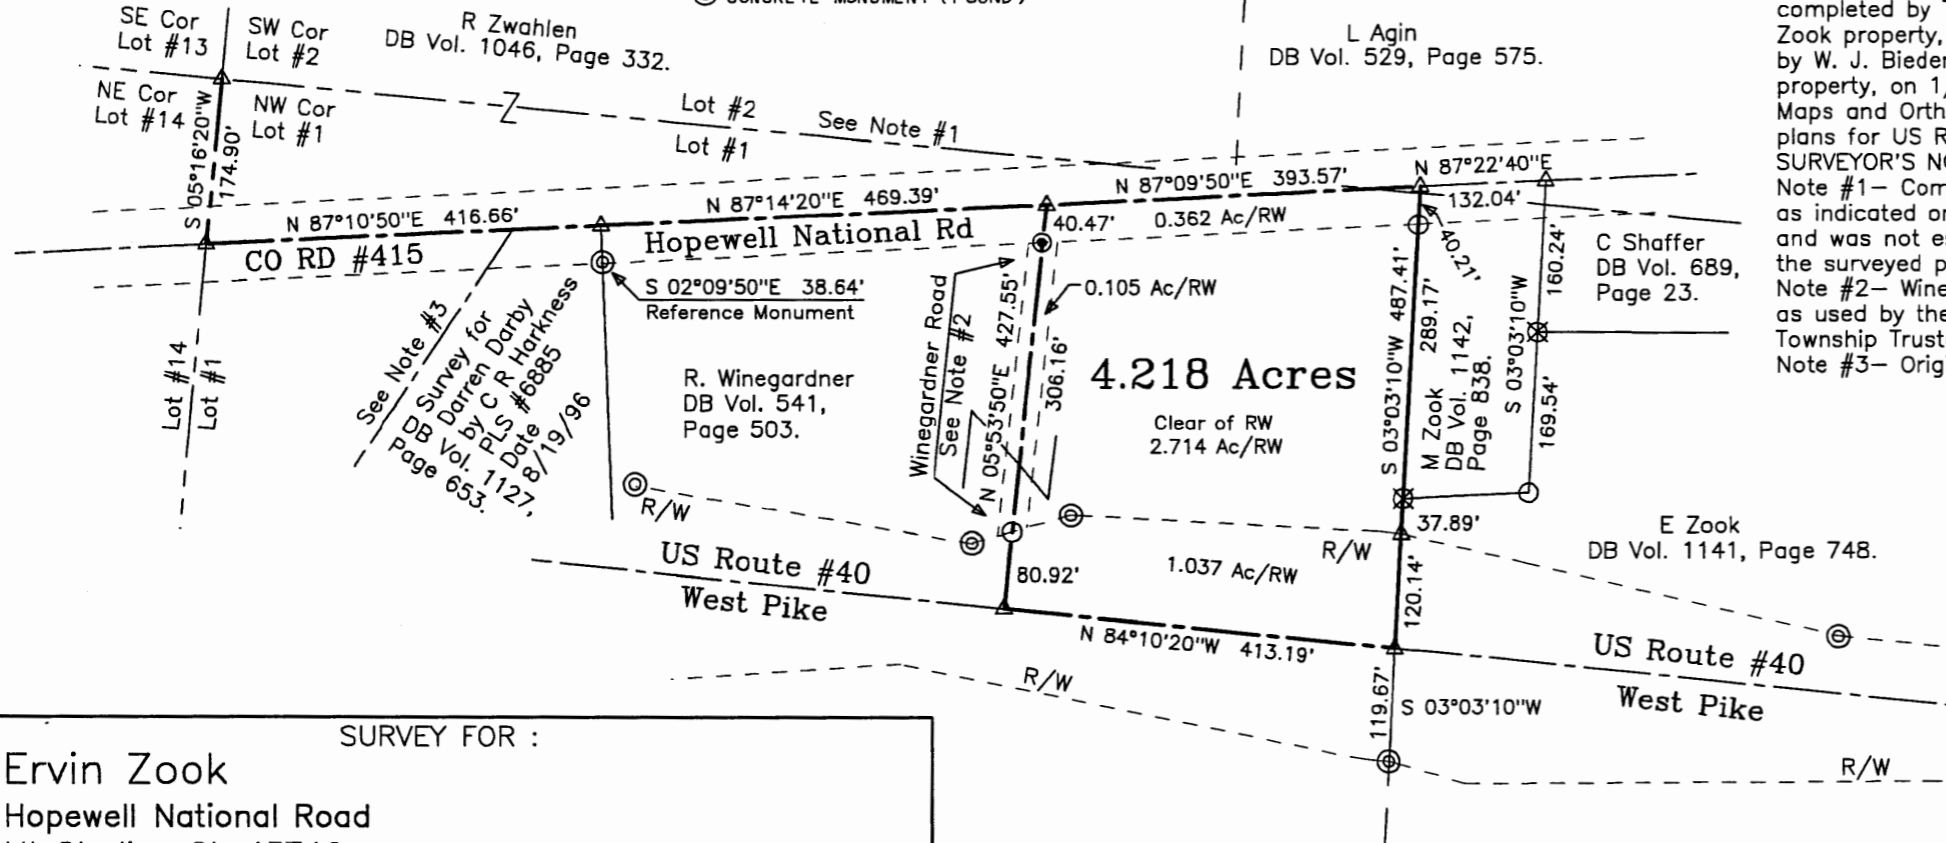 SE Cor
Lot #13
SW Cor
Lot #2
NE Cor
Lot #14
NW Cor
Lot #1
R Zwahlen
DB Vol. 1046, Page 332.
CONCRETE MONUMENT (FOUND)
L Agin
DB Vol. 529, Page 575.
completed by
Zook property,
by W. J. Bieder
property, on 1/
Maps and Orth
plans for US R
SURVEYOR'S NO
Note #1— Com
as indicated or
and was not e
the surveyed p
Note #2— Wine
as used by the
Township Trust
Note #3— Orig
Z
Lot #2
Lot #1
See Note #1
S 05°16'20"W
174.90'
N 87°10'50"E 416.66'
N 87°14'20"E 469.39'
N 87°09'50"E 393.57'
N 87°22'40"E
132.04'
CO RD #415
Hopewell National Rd
40.47'
0.362 Ac/RW
40.21'
C Shaffer
DB Vol. 689,
Page 23.
S 02°09'50"E 38.64'
Reference Monument
Lot #14
Lot #1
See Note #3
Survey for
Darren Darby
by C R Harkness
PLS #6885
Date 8/19/96
DB Vol. 1127,
Page 653.
R. Winegardner
DB Vol. 541,
Page 503.
Winegardner Road
See Note #2
N 05°53'50"E 427.55'
306.16'
0.105 Ac/RW
4.218 Acres
Clear of RW
2.714 Ac/RW
S 03°03'10"W 487.41'
289.17'
M Zook
DB Vol. 1142,
Page 838.
S 03°03'10"W
160.24'
169.54'
R/W
US Route #40
West Pike
80.92'
1.037 Ac/RW
R/W
37.89'
120.14'
E Zook
DB Vol. 1141, Page 748.
N 84°10'20"W 413.19'
US Route #40
West Pike
R/W
119.67'
S 03°03'10"W
R/W
SURVEY FOR :
Ervin Zook
Hopewell National Road